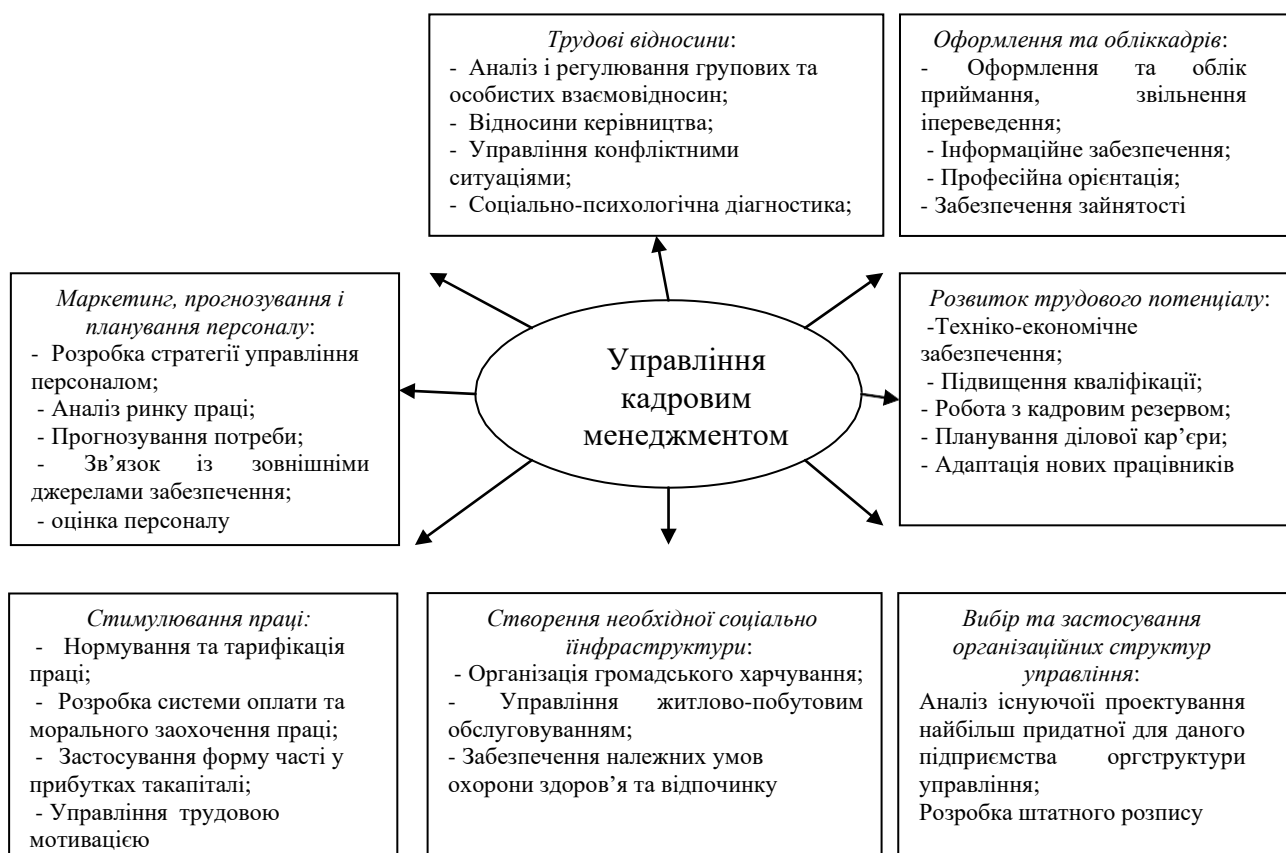 Трудові відносини:
- Аналіз і регулювання групових та
особистих взаємовідносин;
- Відносини керівництва;
- Управління конфліктними
ситуаціями;
- Соціально-психологічна діагностика;
Оформлення та обліккадрів:
- Оформлення та облік
приймання, звільнення
іпереведення;
- Інформаційне забезпечення;
- Професійна орієнтація;
- Забезпечення зайнятості
Маркетинг, прогнозування і
планування персоналу:
- Розробка стратегії управління
персоналом;
- Аналіз ринку праці;
- Прогнозування потреби;
- Зв’язок із зовнішніми
джерелами забезпечення;
- оцінка персоналу
Управління
кадровим
менеджментом
Розвиток трудового потенціалу:
-Техніко-економічне
забезпечення;
- Підвищення кваліфікації;
- Робота з кадровим резервом;
- Планування ділової кар’єри;
- Адаптація нових працівників
Стимулювання праці:
- Нормування та тарифікація
праці;
- Розробка системи оплати та
морального заохочення праці;
- Застосування форму часті у
прибутках такапіталі;
- Управління трудовою
мотивацією
Створення необхідної соціально
їінфраструктури:
- Організація громадського харчування;
- Управління житлово-побутовим
обслуговуванням;
- Забезпечення належних умов
охорони здоров’я та відпочинку
Вибір та застосування
організаційних структур
управління:
Аналіз існуючоїі проектування
найбільш придатної для даного
підприємства оргструктури
управління;
Розробка штатного розпису